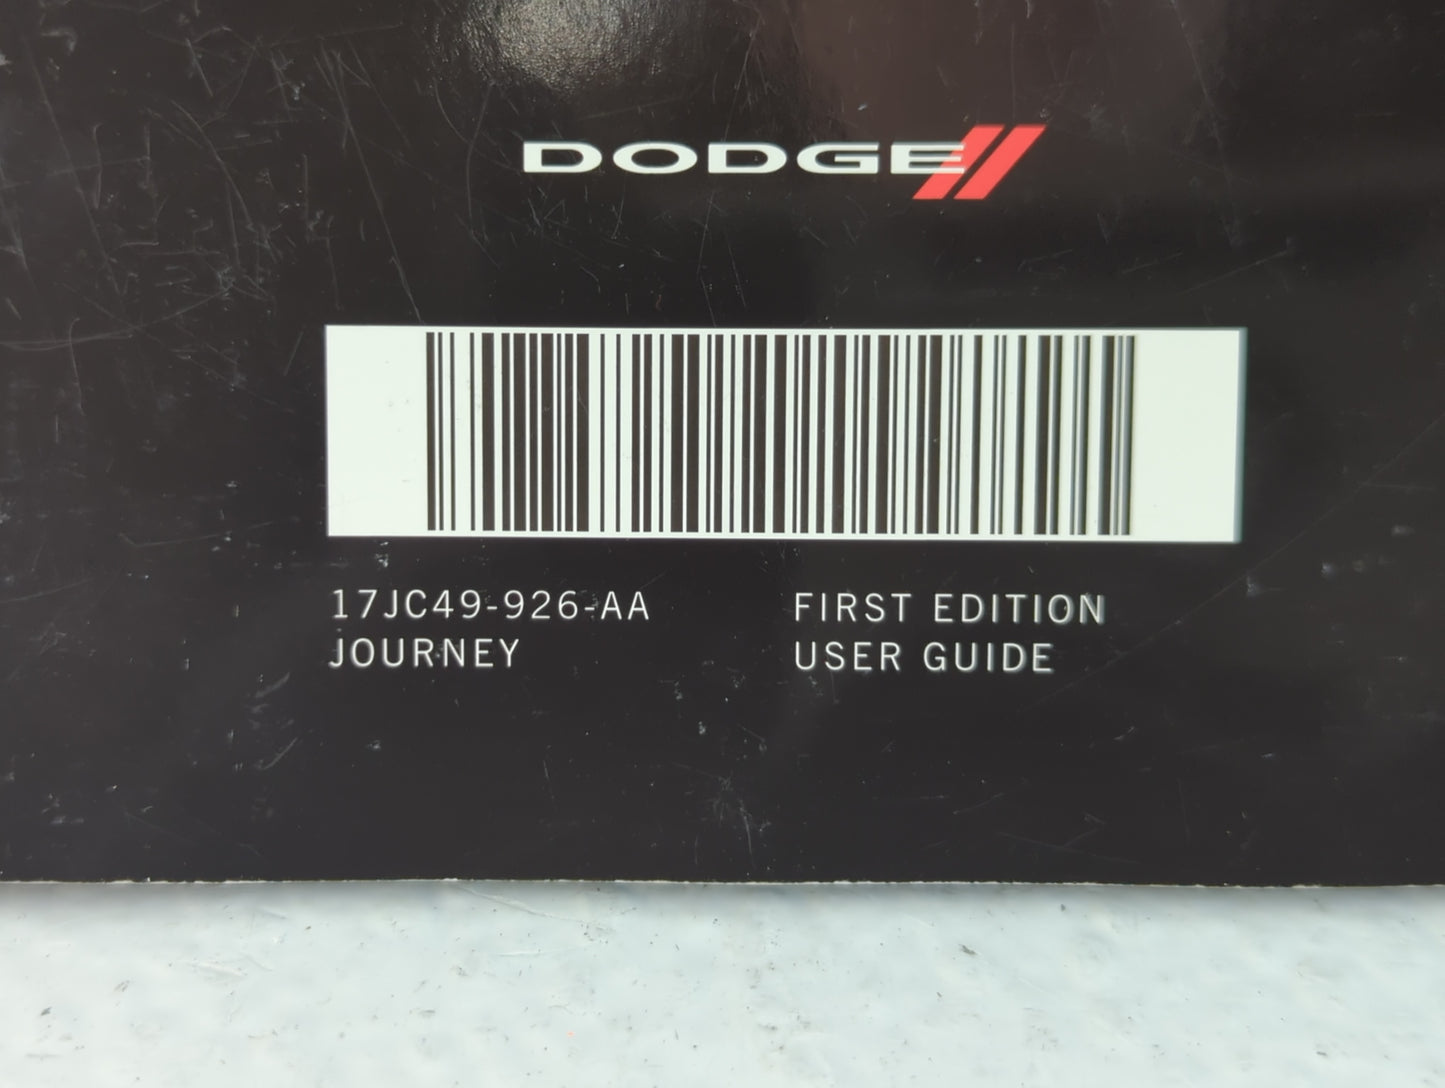 DODGE
17JC49-926-AA
JOURNEY
FIRST EDITION
USER GUIDE